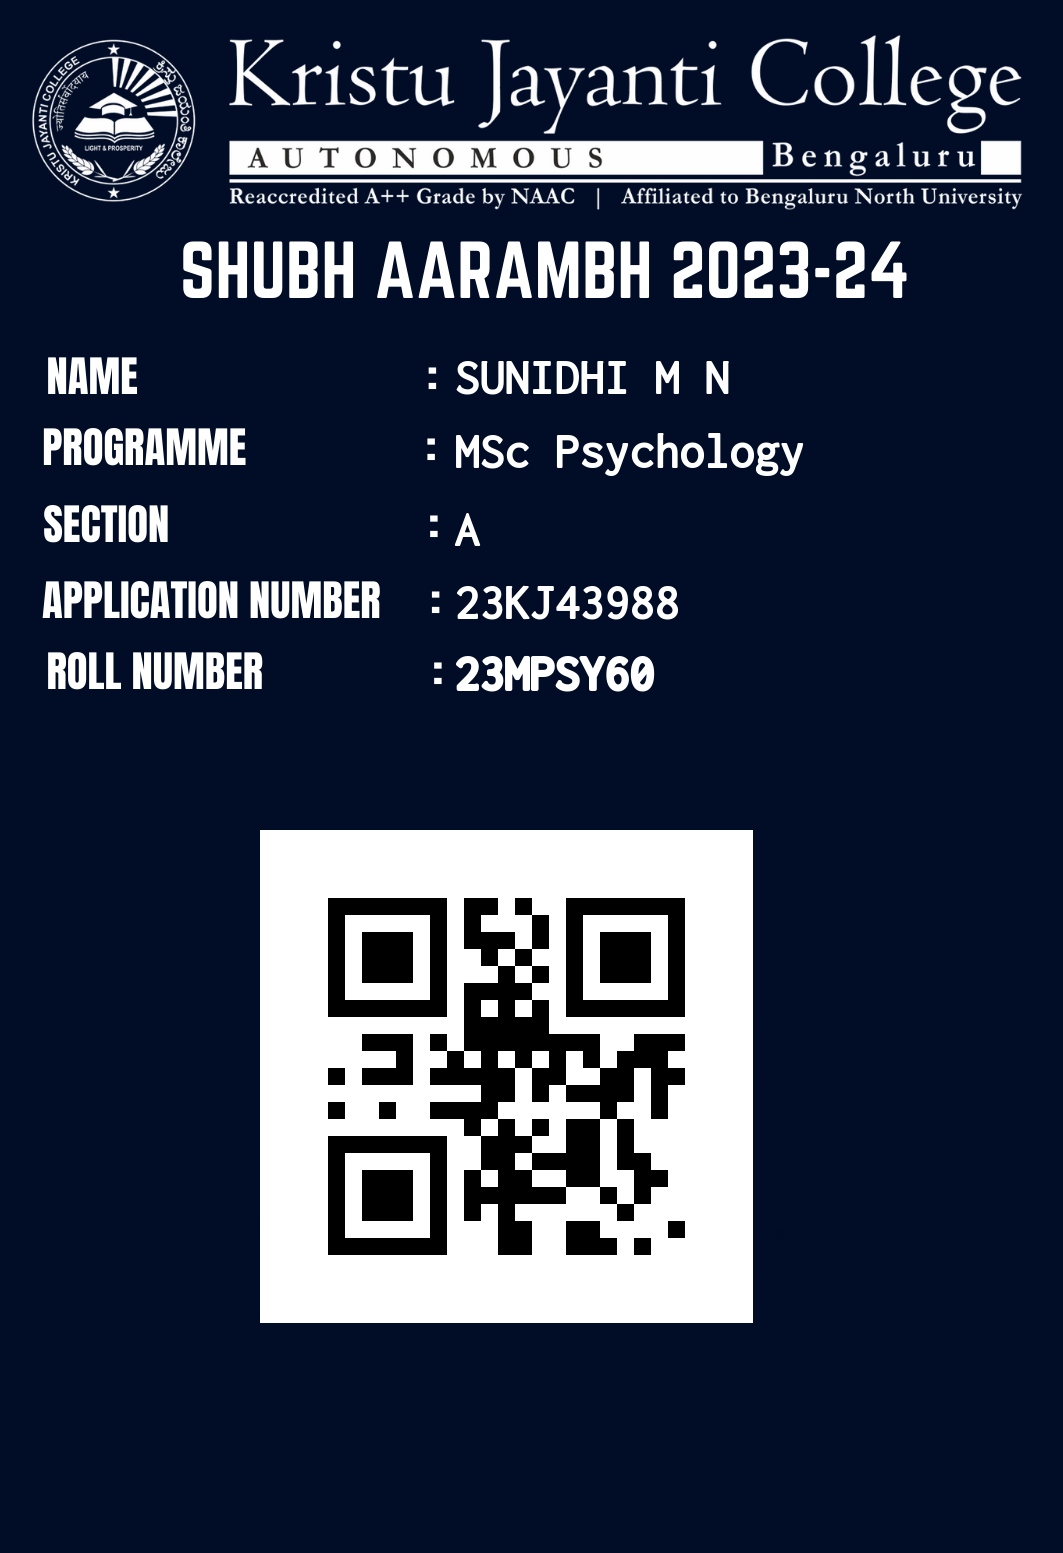 KRISTU JAYANTI COLLEGE
LIGHT & PROSPERITY
Kristu Jayanti College
AUTONOMOUS Bengaluru
Reaccredited A++ Grade by NAAC | Affiliated to Bengaluru North University
SHUBH AARAMBH 2023-24
NAME : SUNIDHI M N
PROGRAMME : MSc Psychology
SECTION : A
APPLICATION NUMBER : 23KJ43988
ROLL NUMBER : 23MPSY60